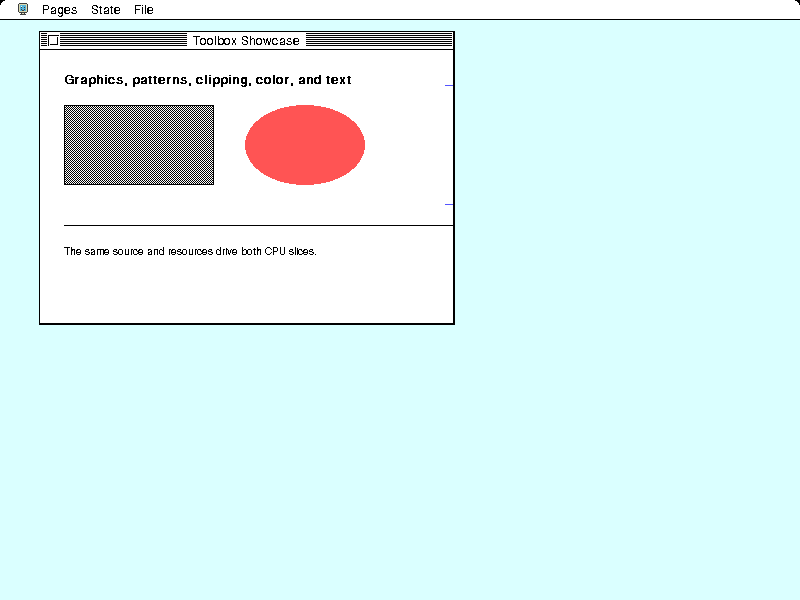 Pages State File
Toolbox Showcase
Graphics, patterns, clipping, color, and text
The same source and resources drive both CPU slices.